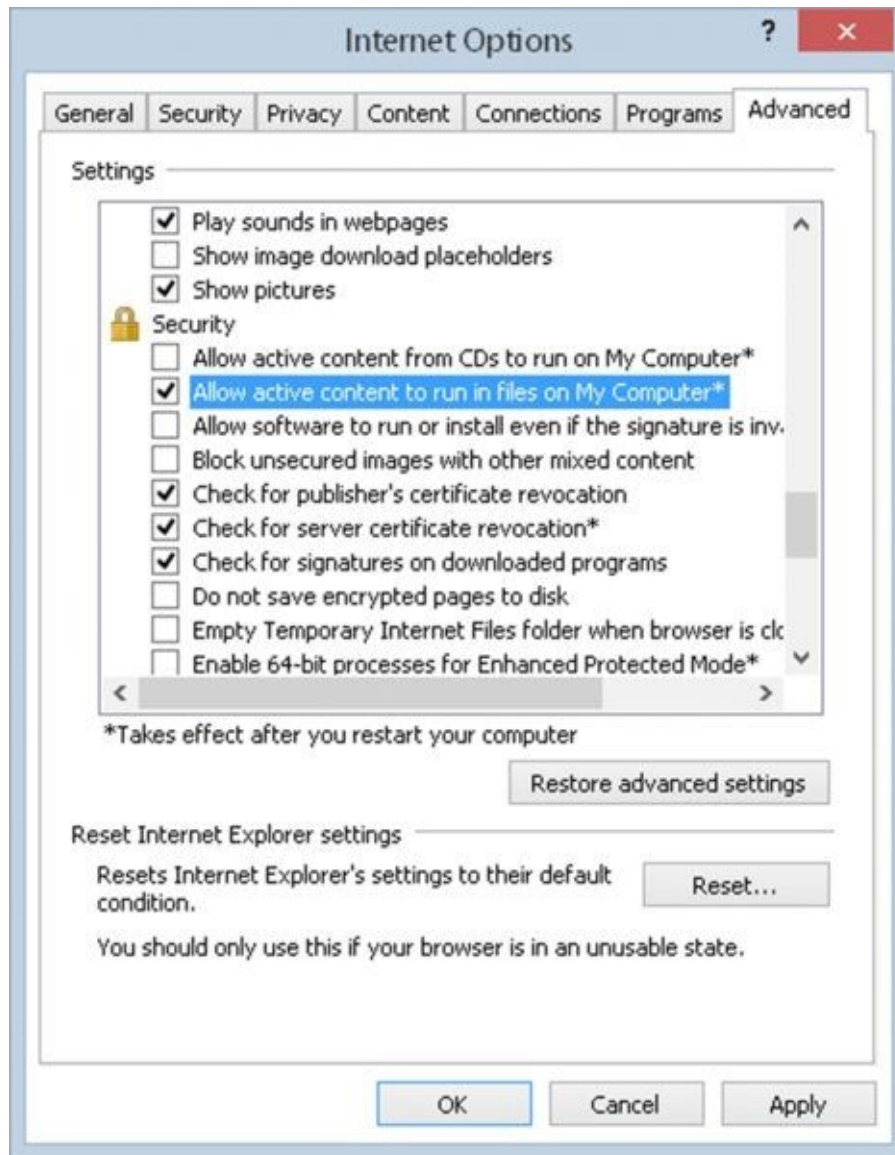 Internet Options
?
General Security Privacy Content Connections Programs Advanced
Settings
Play sounds in webpages
Show image download placeholders
Show pictures
Security
Allow active content from CDs to run on My Computer*
Allow active content to run in files on My Computer*
Allow software to run or install even if the signature is inv
Block unsecured images with other mixed content
Check for publisher's certificate revocation
Check for server certificate revocation*
Check for signatures on downloaded programs
Do not save encrypted pages to disk
Empty Temporary Internet Files folder when browser is clo
Enable 64-bit processes for Enhanced Protected Mode*
*Takes effect after you restart your computer
Restore advanced settings
Reset Internet Explorer settings
Resets Internet Explorer's settings to their default
condition.
Reset...
You should only use this if your browser is in an unusable state.
OK Cancel Apply